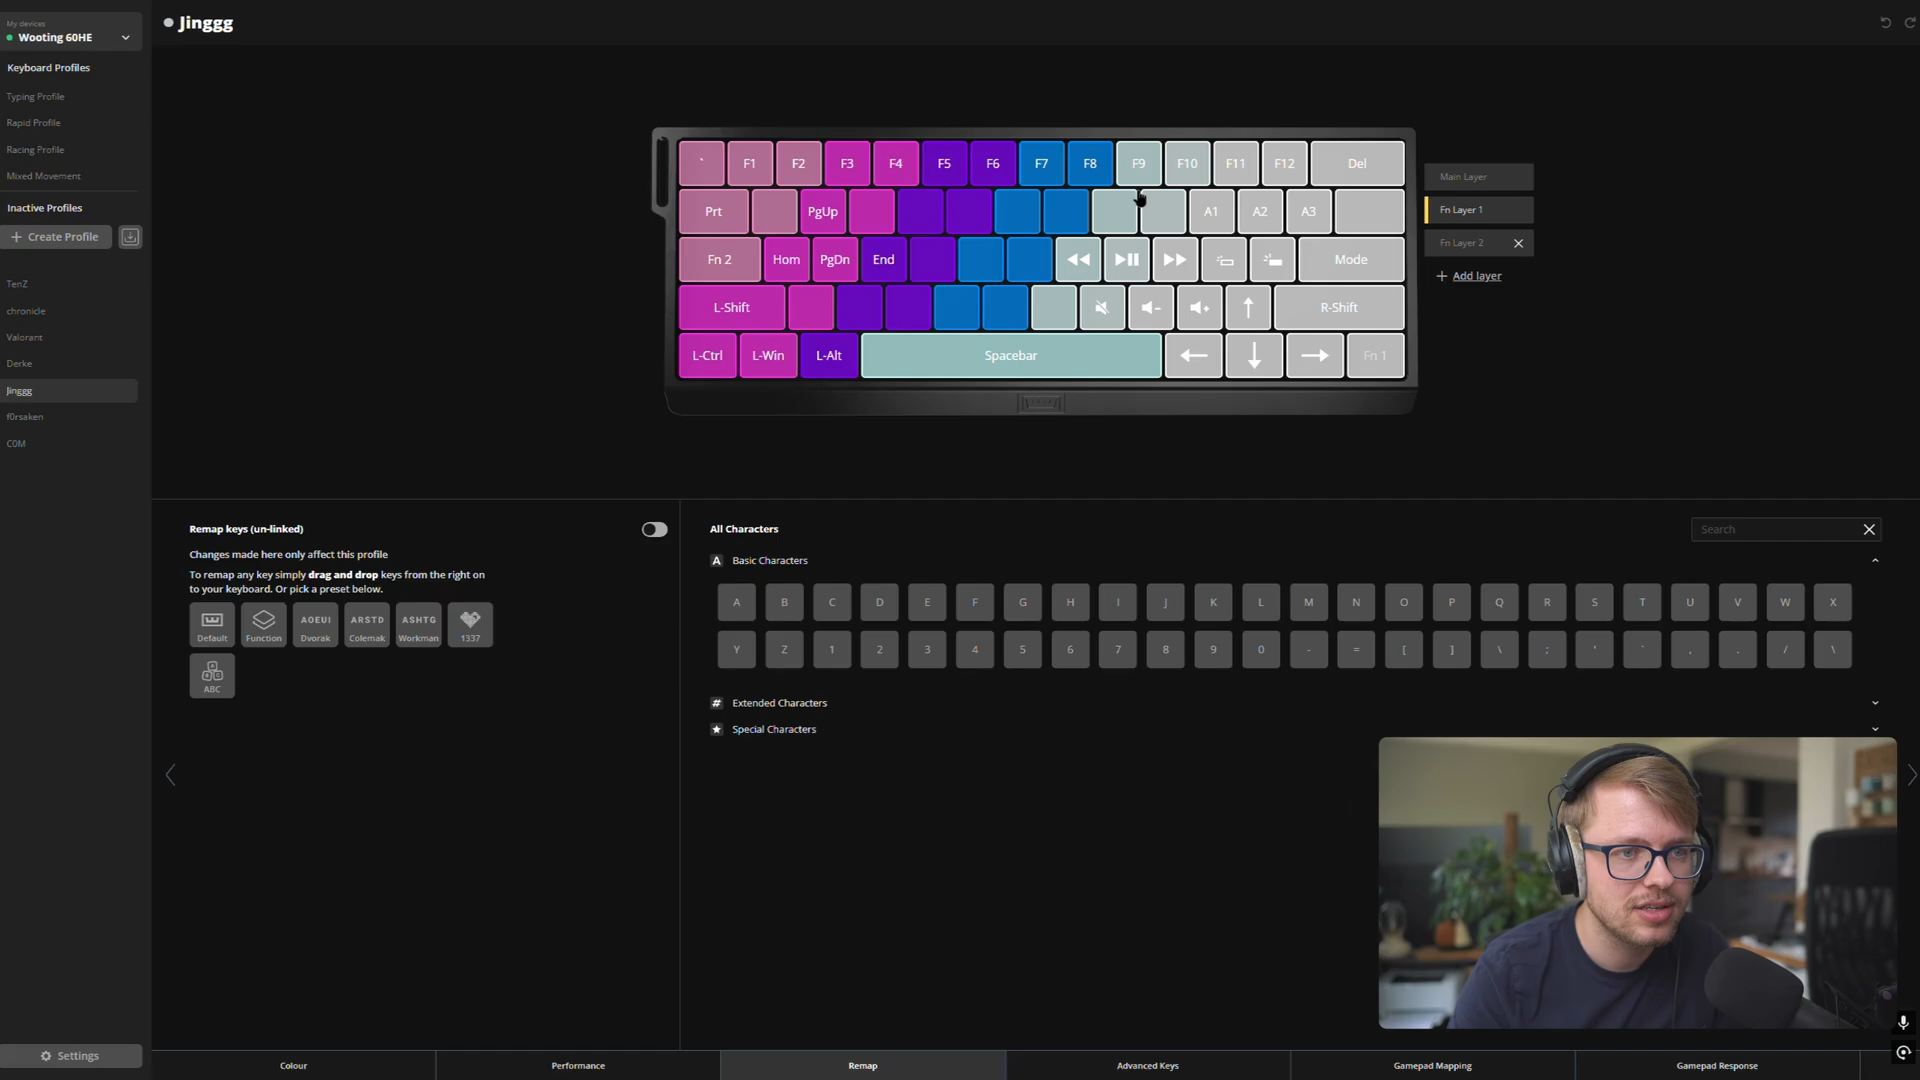 My devices
Wooting 60HE
Keyboard Profiles
Typing Profile
Rapid Profile
Racing Profile
Mixed Movement
Inactive Profiles
+ Create Profile
TenZ
chronicle
Valorant
Derke
Jinggg
f0rsaken
C0M
Settings
Jinggg
` F1 F2 F3 F4 F5 F6 F7 F8 F9 F10 F11 F12 Del
Prt PgUp A1 A2 A3
Fn 2 Hom PgDn End Mode
L-Shift R-Shift
L-Ctrl L-Win L-Alt Spacebar Fn 1
Main Layer
Fn Layer 1
Fn Layer 2
+ Add layer
Remap keys (un-linked)
Changes made here only affect this profile
To remap any key simply drag and drop keys from the right on
to your keyboard. Or pick a preset below.
Default
Function
AOEUI
Dvorak
ARSTD
Colemak
ASHTG
Workman
1337
ABC
All Characters
Search
A Basic Characters
A B C D E F G H I J K L M N O P Q R S T U V W X
Y Z 1 2 3 4 5 6 7 8 9 0 - = [ ] \ ; ' ` , . / \
# Extended Characters
Special Characters
Colour
Performance
Remap
Advanced Keys
Gamepad Mapping
Gamepad Response